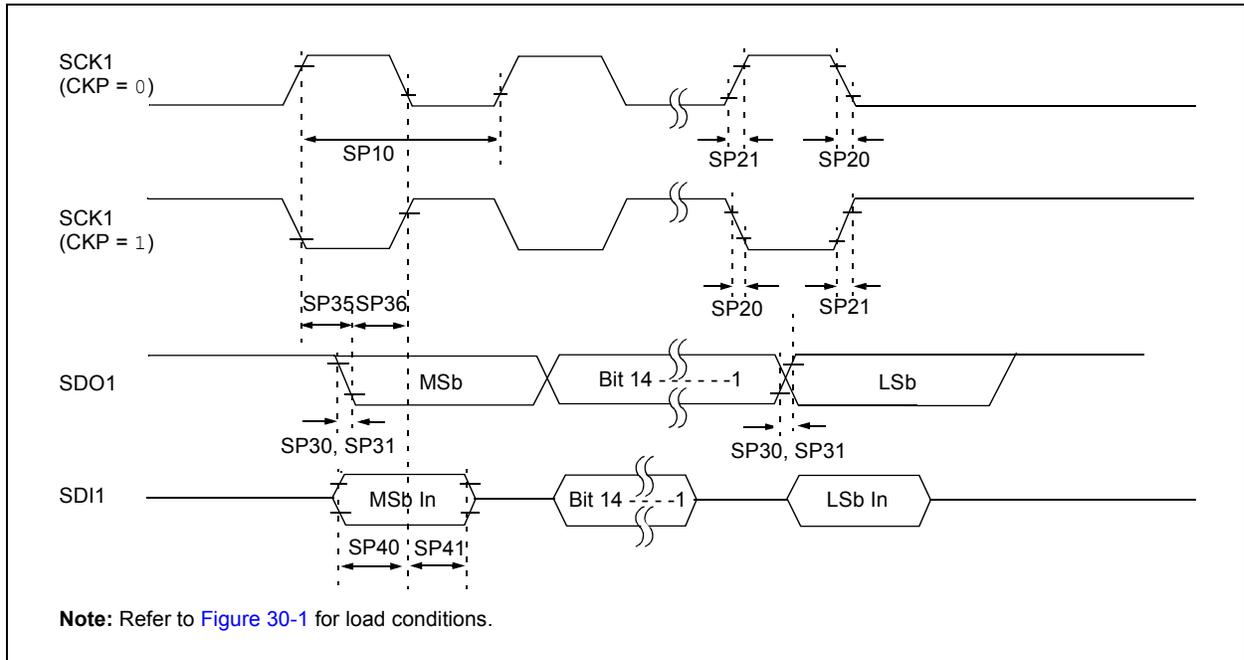 SCK1
(CKP = 0)
SP10
SP21
SP20
SCK1
(CKP = 1)
SP20
SP21
SP35
SP36
SDO1
MSb
Bit 14 - - - - - -1
LSb
SP30, SP31
SP30, SP31
SDI1
MSb In
Bit 14 - - - - -1
LSb In
SP40
SP41
Note: Refer to Figure 30-1 for load conditions.